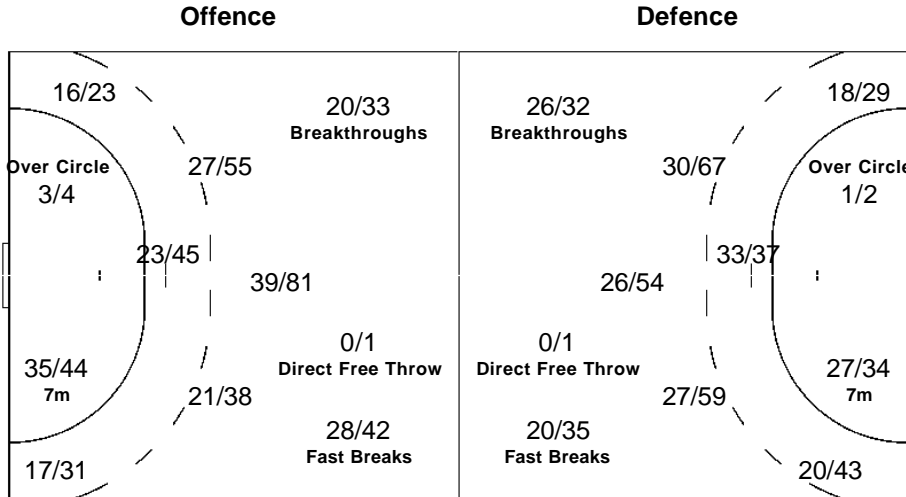 Offence Defence
16/23 18/29
20/33 26/32
Breakthroughs Breakthroughs
Over Circle 27/55 30/67 Over Circle
3/4 1/2
23/45 33/37
39/81 26/54
0/1 0/1
35/44 Direct Free Throw Direct Free Throw 27/34
7m 21/38 27/59 7m
28/42 20/35
Fast Breaks Fast Breaks
17/31 20/43